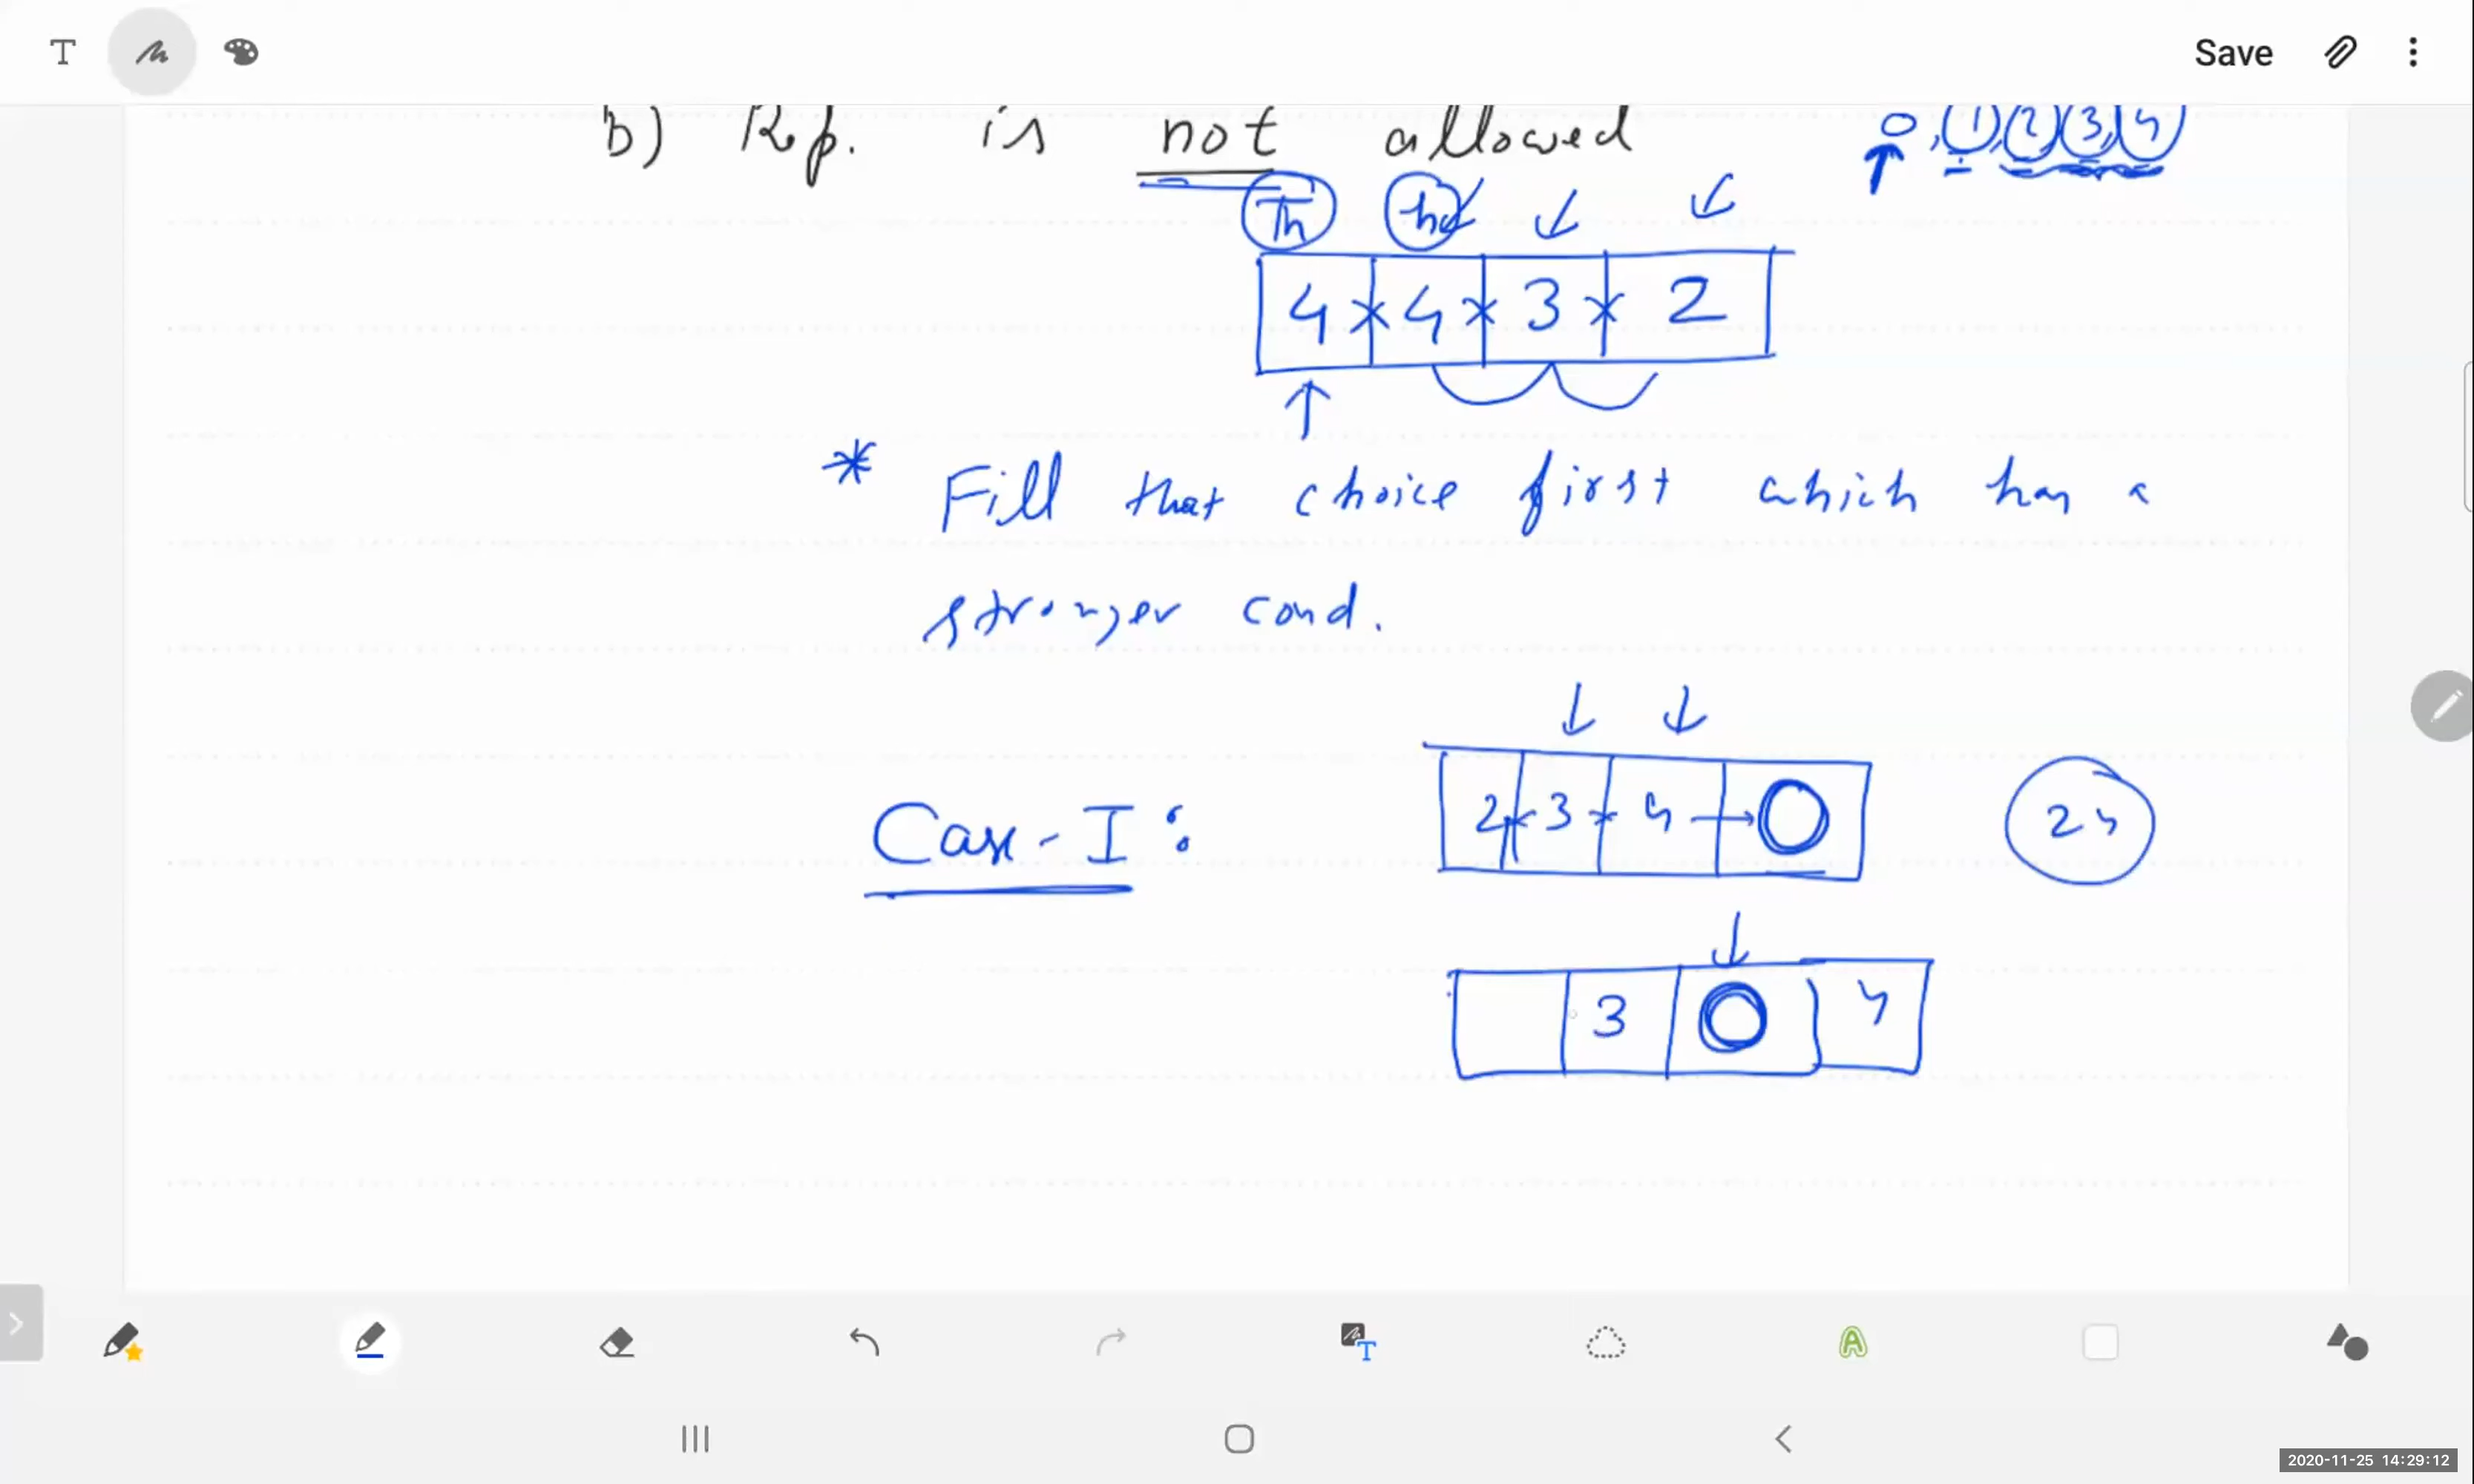 T Save
b) Rep. is not allowed 0, 1, 2, 3, 4
Th hd
4 * 4 * 3 * 2
* Fill that choice first which has a
stronger cond.
Case - I : 2 * 3 * 4 0 24
3 0 4
T A
2020-11-25 14:29:12